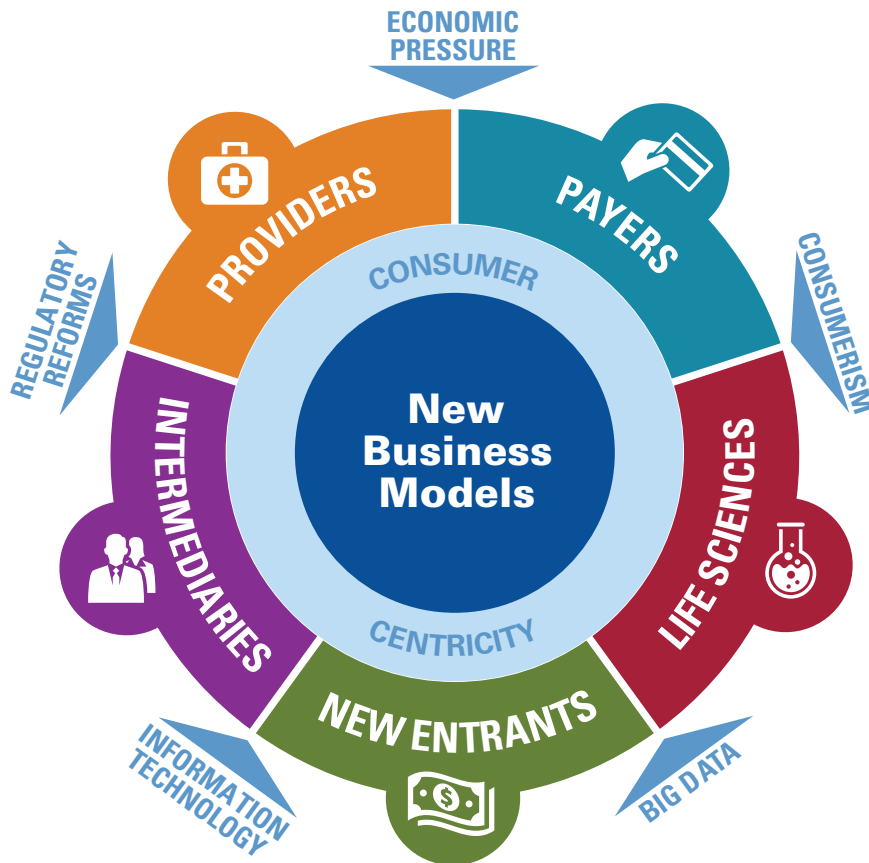 ECONOMIC
PRESSURE
PROVIDERS
PAYERS
CONSUMER
REGULATORY
REFORMS
CONSUMERISM
New
Business
Models
INTERMEDIARIES
LIFE SCIENCES
CENTRICITY
NEW ENTRANTS
INFORMATION
TECHNOLOGY
BIG DATA
$